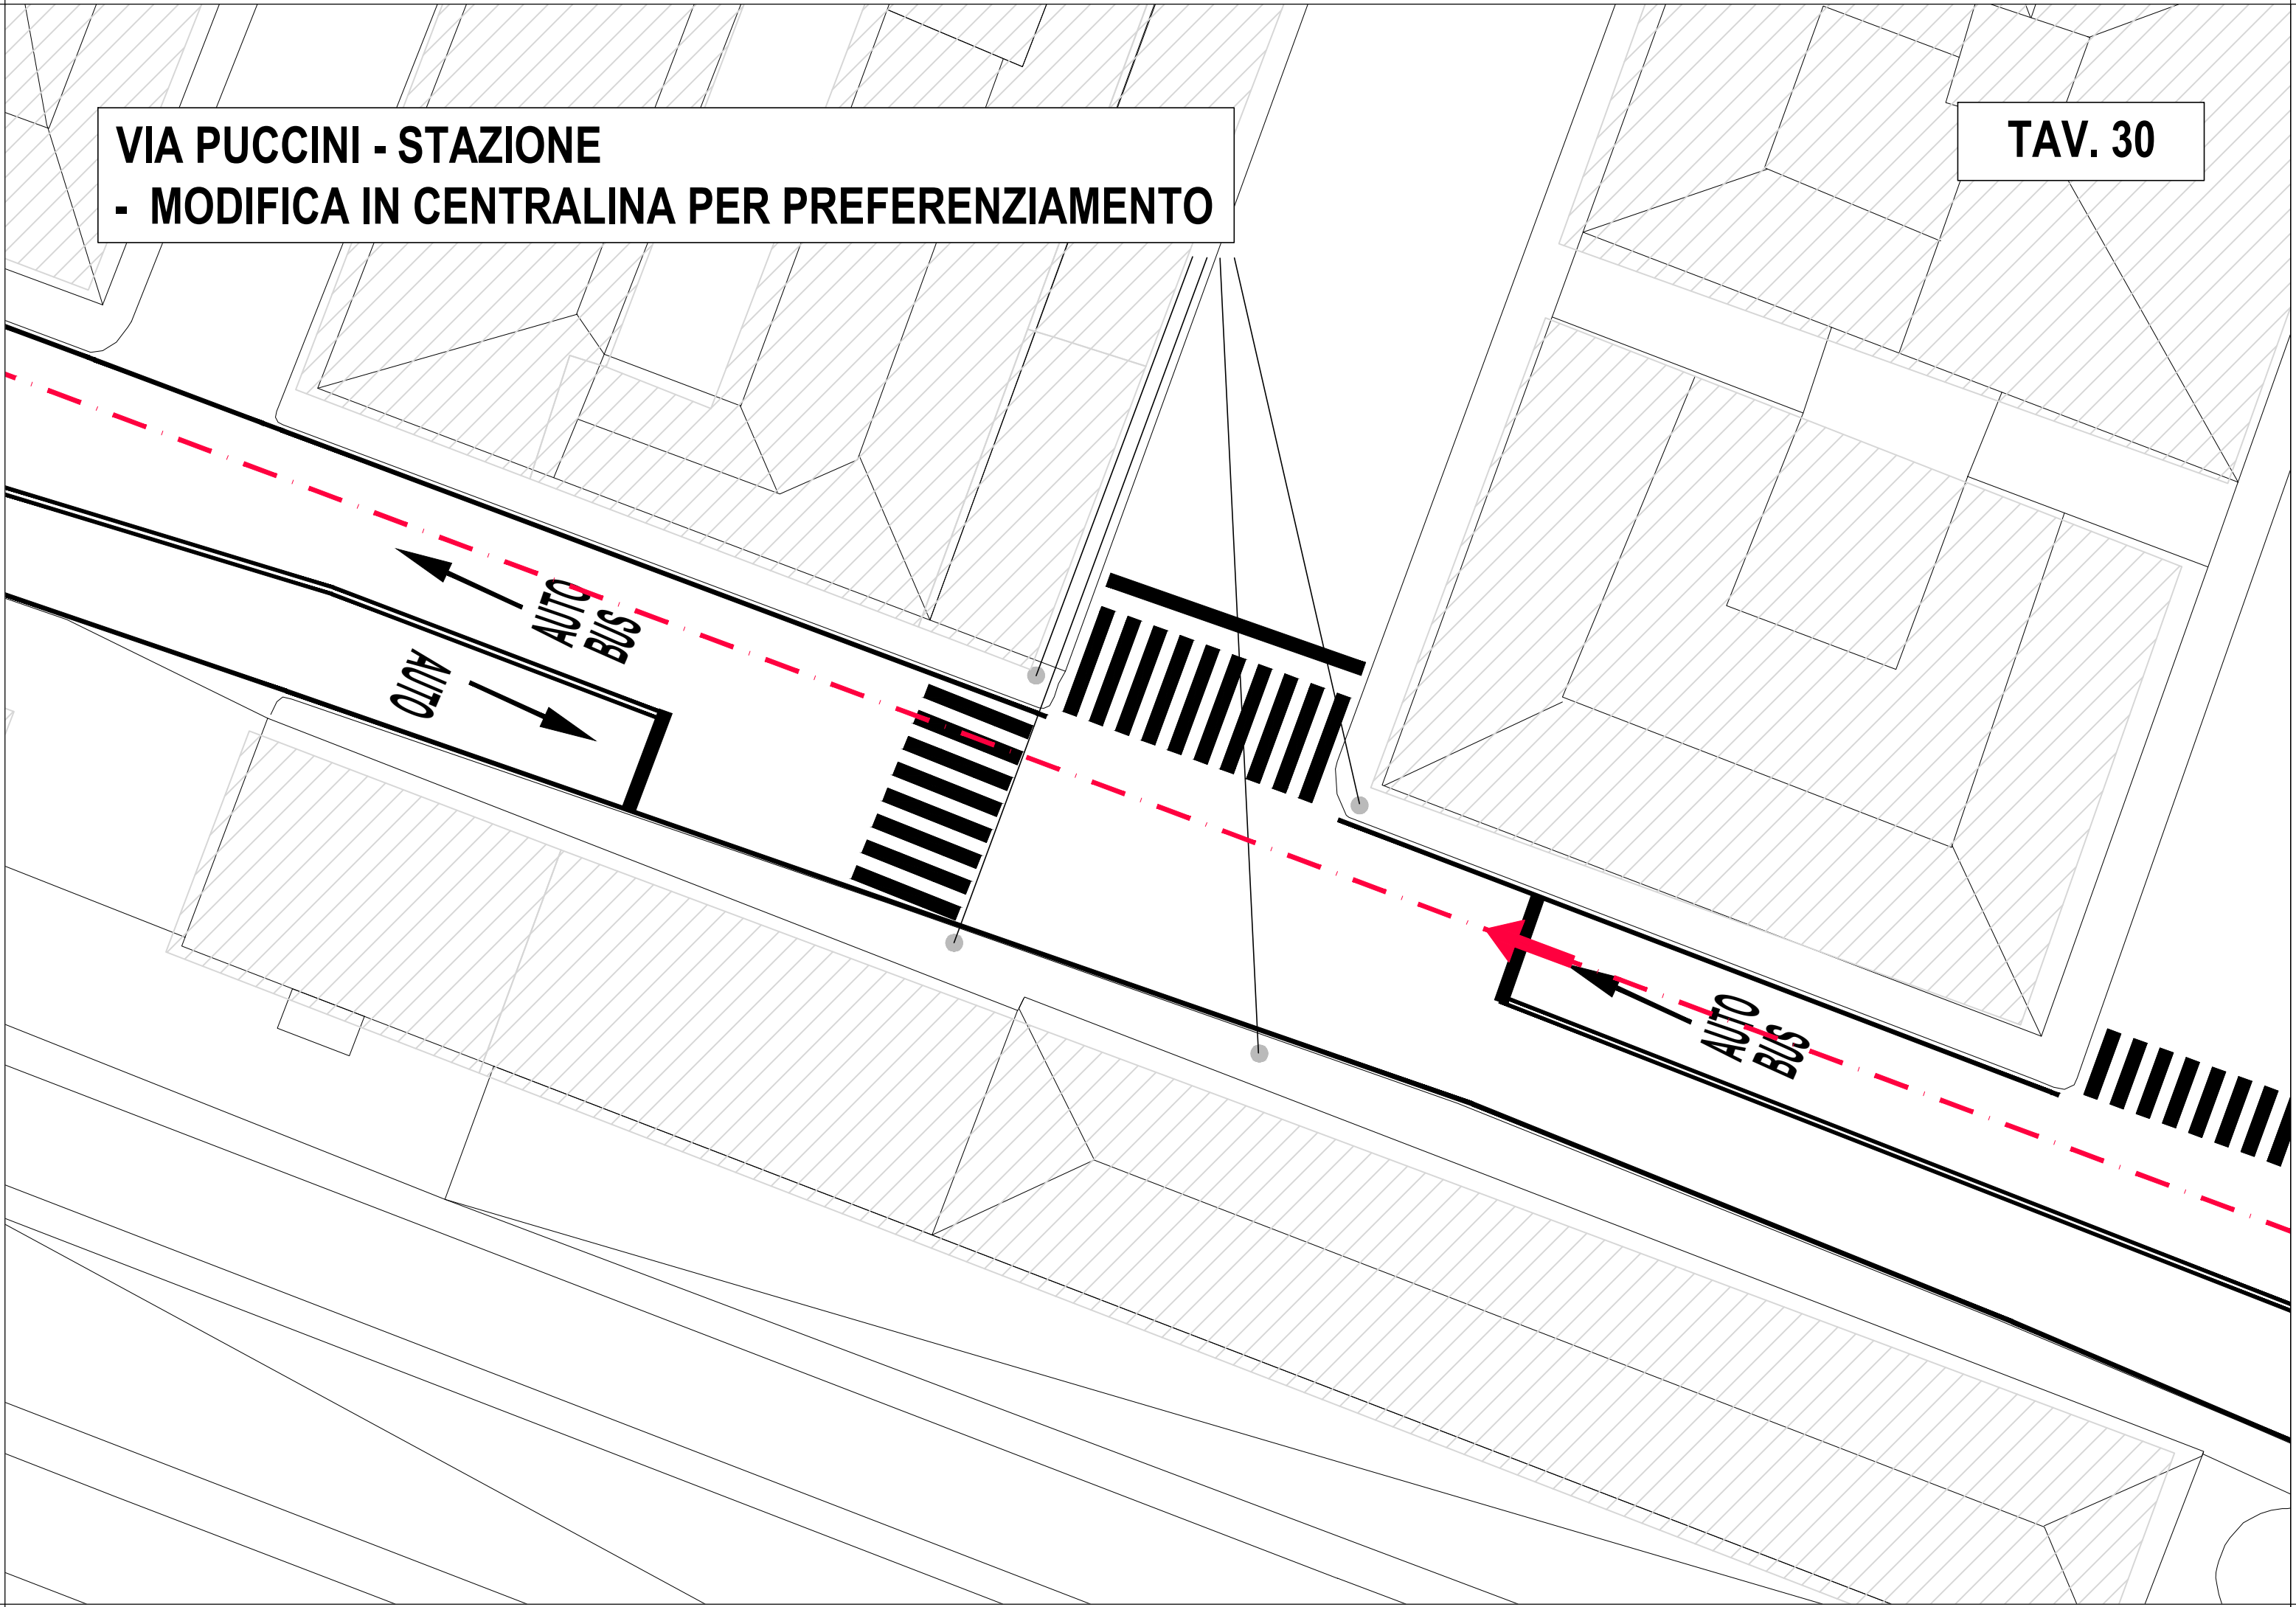 VIA PUCCINI - STAZIONE
- MODIFICA IN CENTRALINA PER PREFERENZIAMENTO
TAV. 30
AUTO
BUS
AUTO
AUTO
BUS